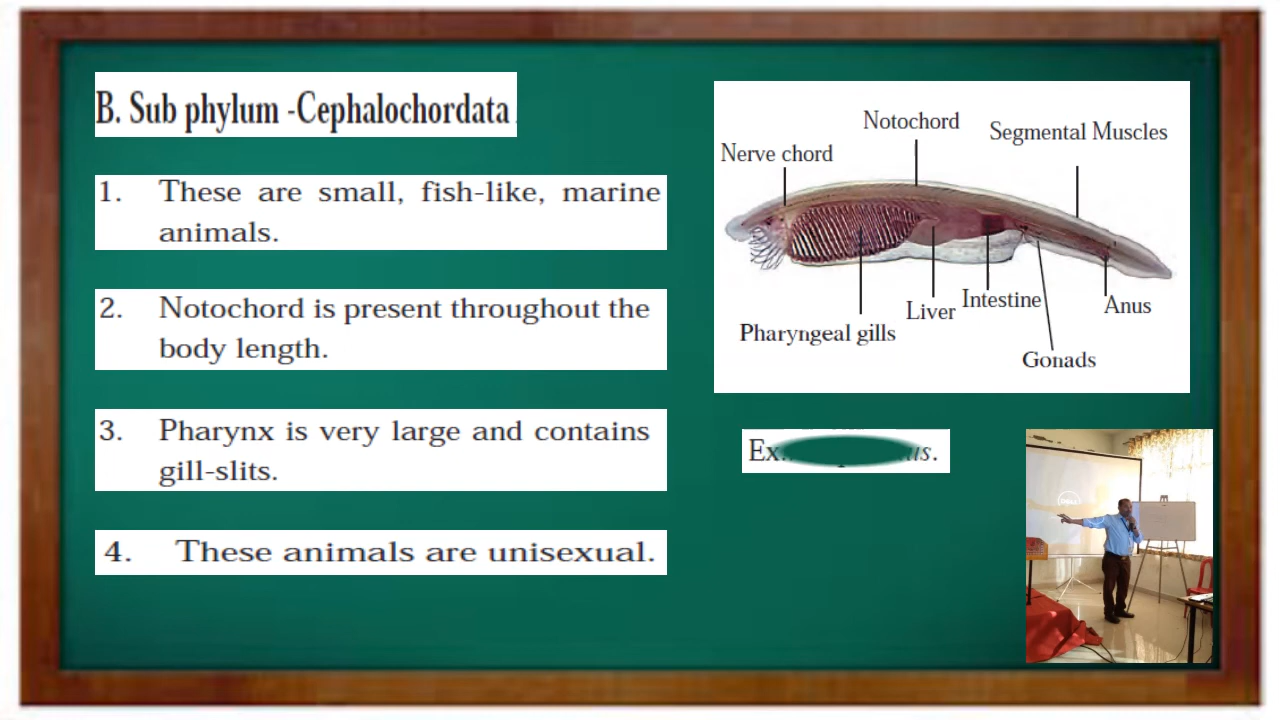 B. Sub phylum -Cephalochordata
1. These are small, fish-like, marine
animals.
2. Notochord is present throughout the
body length.
3. Pharynx is very large and contains
gill-slits.
4. These animals are unisexual.
Notochord
Segmental Muscles
Nerve chord
Liver
Intestine
Anus
Pharyngeal gills
Gonads
DELL